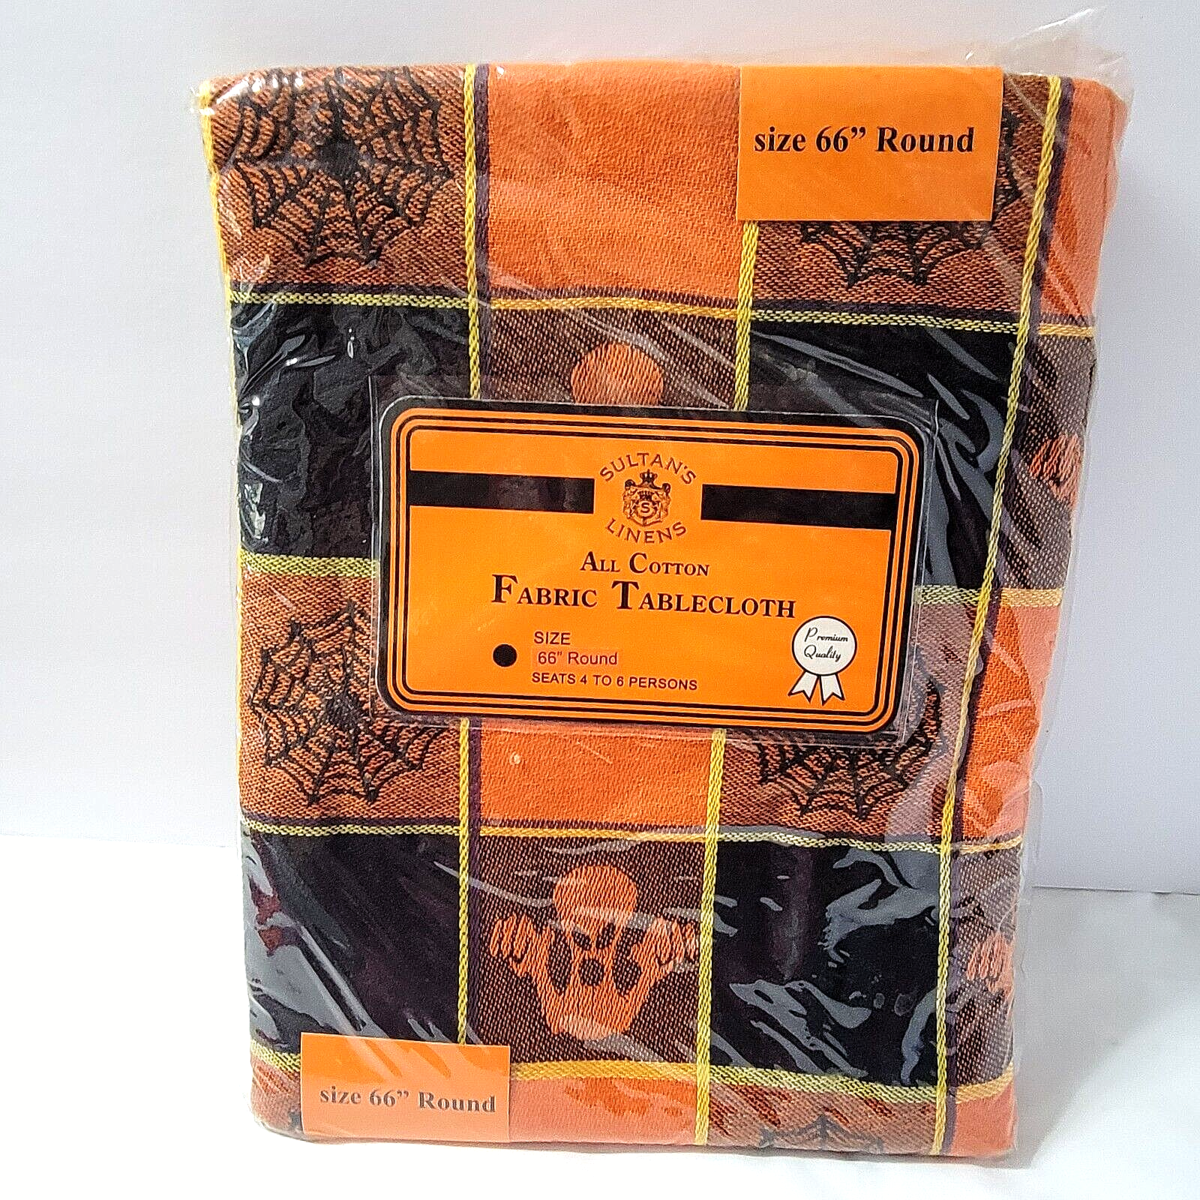 size 66” Round
SULTAN'S
S
LINENS
ALL COTTON
FABRIC TABLECLOTH
SIZE
66" Round
SEATS 4 TO 6 PERSONS
Premium
Quality
size 66” Round